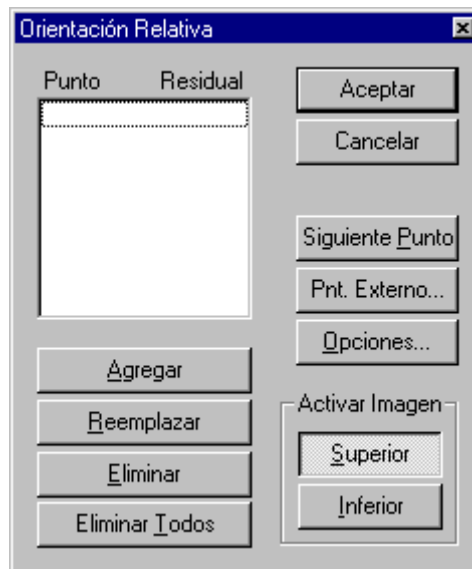 Orientación Relativa
Punto Residual
Aceptar
Cancelar
Siguiente Punto
Pnt. Externo...
Opciones...
Agregar
Reemplazar
Eliminar
Eliminar Todos
Activar Imagen
Superior
Inferior